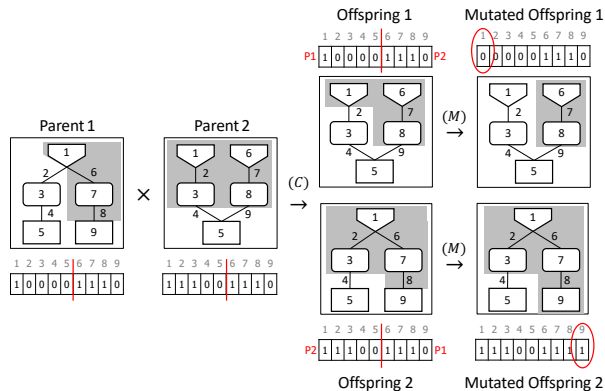 Offspring 1
Mutated Offspring 1
1 2 3 4 5 6 7 8 9
P1 1 0 0 0 0 1 1 1 0 P2
1 2 3 4 5 6 7 8 9
0 0 0 0 0 1 1 1 0
1 6
2 7
3 8
4 9
5
(M)
→
1 6
2 7
3 8
4 9
5
Parent 1
1
2 6
3 7
4 8
5 9
1 2 3 4 5 6 7 8 9
1 0 0 0 0 1 1 1 0
×
Parent 2
1 6
2 7
3 8
4 9
5
1 2 3 4 5 6 7 8 9
1 1 1 0 0 1 1 1 0
(C)
→
1
2 6
3 7
4 8
5 9
(M)
→
1
2 6
3 7
4 8
5 9
1 2 3 4 5 6 7 8 9
P2 1 1 1 0 0 1 1 1 0 P1
1 2 3 4 5 6 7 8 9
1 1 1 0 0 1 1 1 1
Offspring 2
Mutated Offspring 2